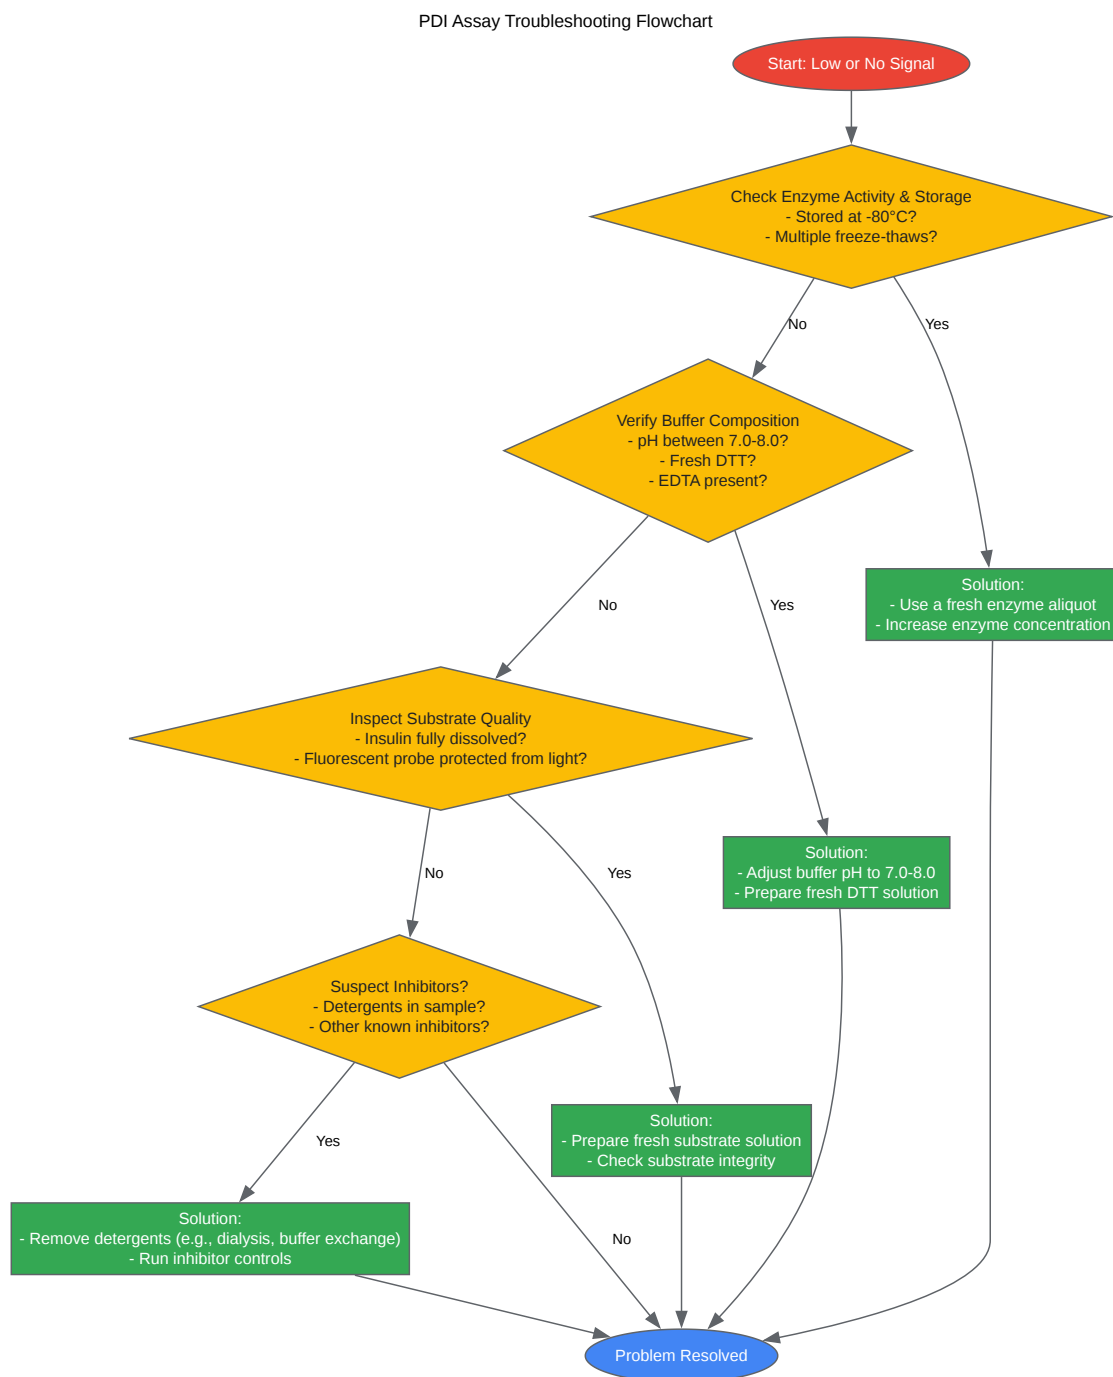 PDI Assay Troubleshooting Flowchart
Start: Low or No Signal
Check Enzyme Activity & Storage
- Stored at -80°C?
- Multiple freeze-thaws?
No
Yes
Verify Buffer Composition
- pH between 7.0-8.0?
- Fresh DTT?
- EDTA present?
No
Yes
Solution:
- Use a fresh enzyme aliquot
- Increase enzyme concentration
Inspect Substrate Quality
- Insulin fully dissolved?
- Fluorescent probe protected from light?
No
Yes
Solution:
- Adjust buffer pH to 7.0-8.0
- Prepare fresh DTT solution
Suspect Inhibitors?
- Detergents in sample?
- Other known inhibitors?
Yes
No
Solution:
- Prepare fresh substrate solution
- Check substrate integrity
Solution:
- Remove detergents (e.g., dialysis, buffer exchange)
- Run inhibitor controls
Problem Resolved